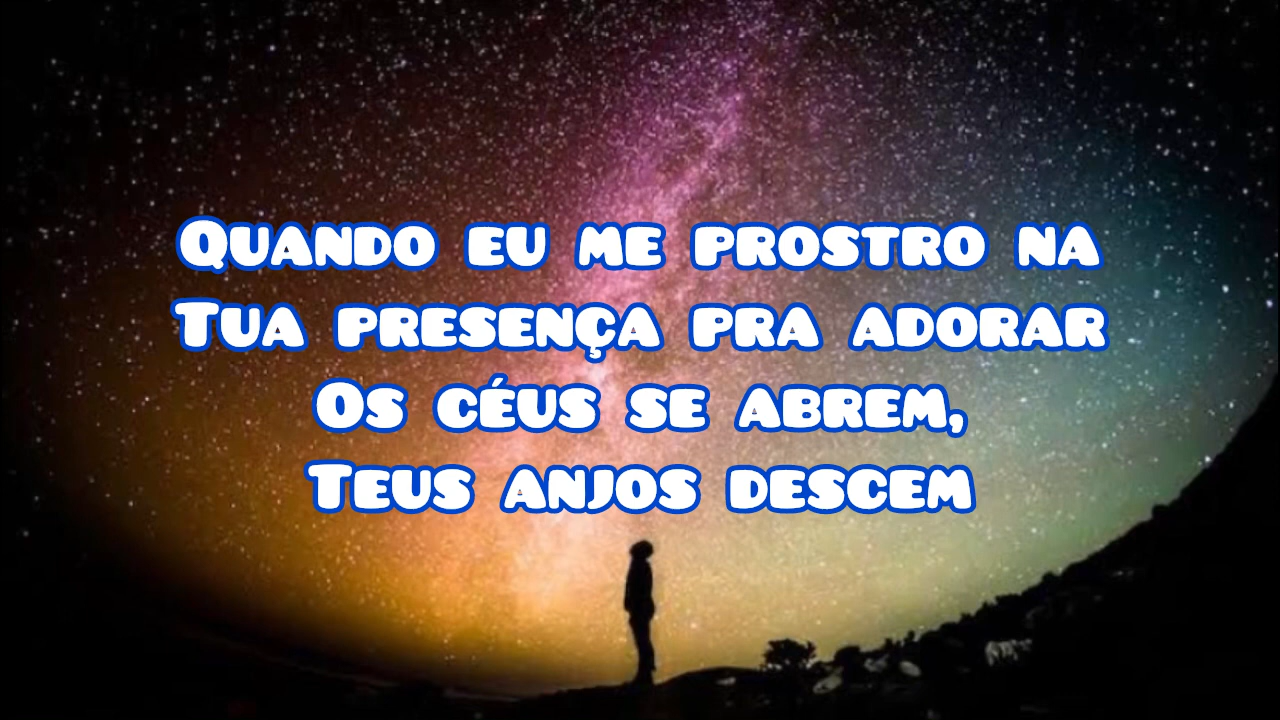 Quando eu me prostro na
Tua presença pra adorar
Os céus se abrem,
Teus anjos descem